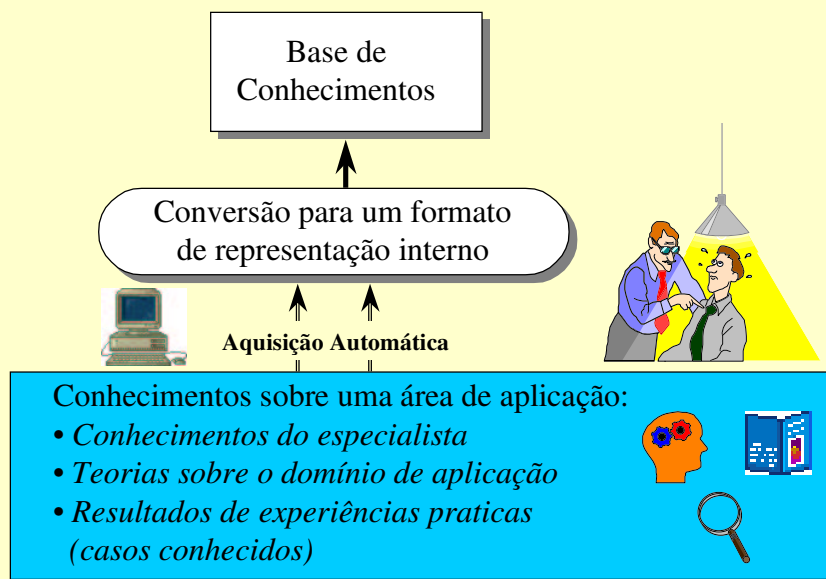 Base de
Conhecimentos
Conversão para um formato
de representação interno
Aquisição Automática
Conhecimentos sobre uma área de aplicação:
• Conhecimentos do especialista
• Teorias sobre o domínio de aplicação
• Resultados de experiências praticas
(casos conhecidos)